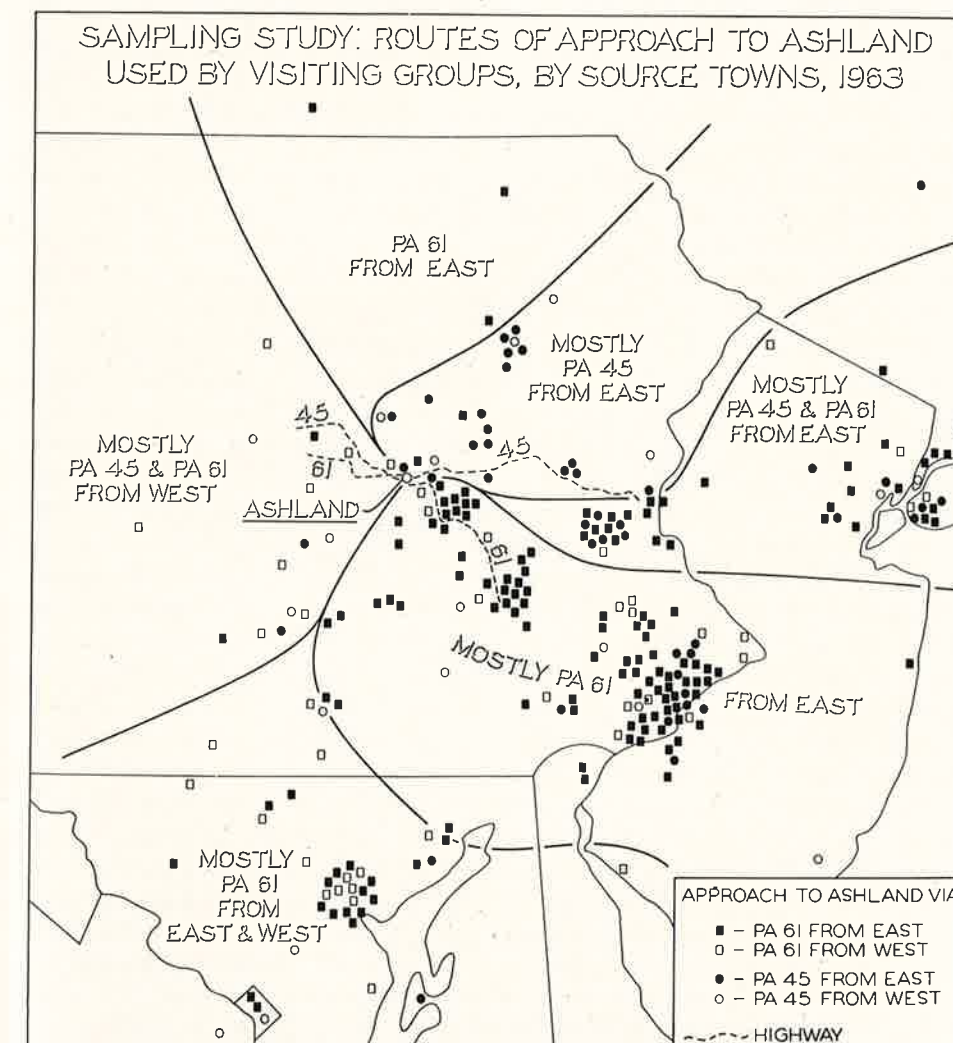 SAMPLING STUDY: ROUTES OF APPROACH TO ASHLAND
USED BY VISITING GROUPS, BY SOURCE TOWNS, 1963
PA 61
FROM EAST
MOSTLY
PA 45
FROM EAST
MOSTLY
PA 45 & PA 61
FROM EAST
45
45
MOSTLY
PA 45 & PA 61
FROM WEST
61
ASHLAND
61
MOSTLY PA 61
FROM EAST
MOSTLY
PA 61
FROM
EAST & WEST
APPROACH TO ASHLAND VIA
- PA 61 FROM EAST
- PA 61 FROM WEST
- PA 45 FROM EAST
- PA 45 FROM WEST
HIGHWAY